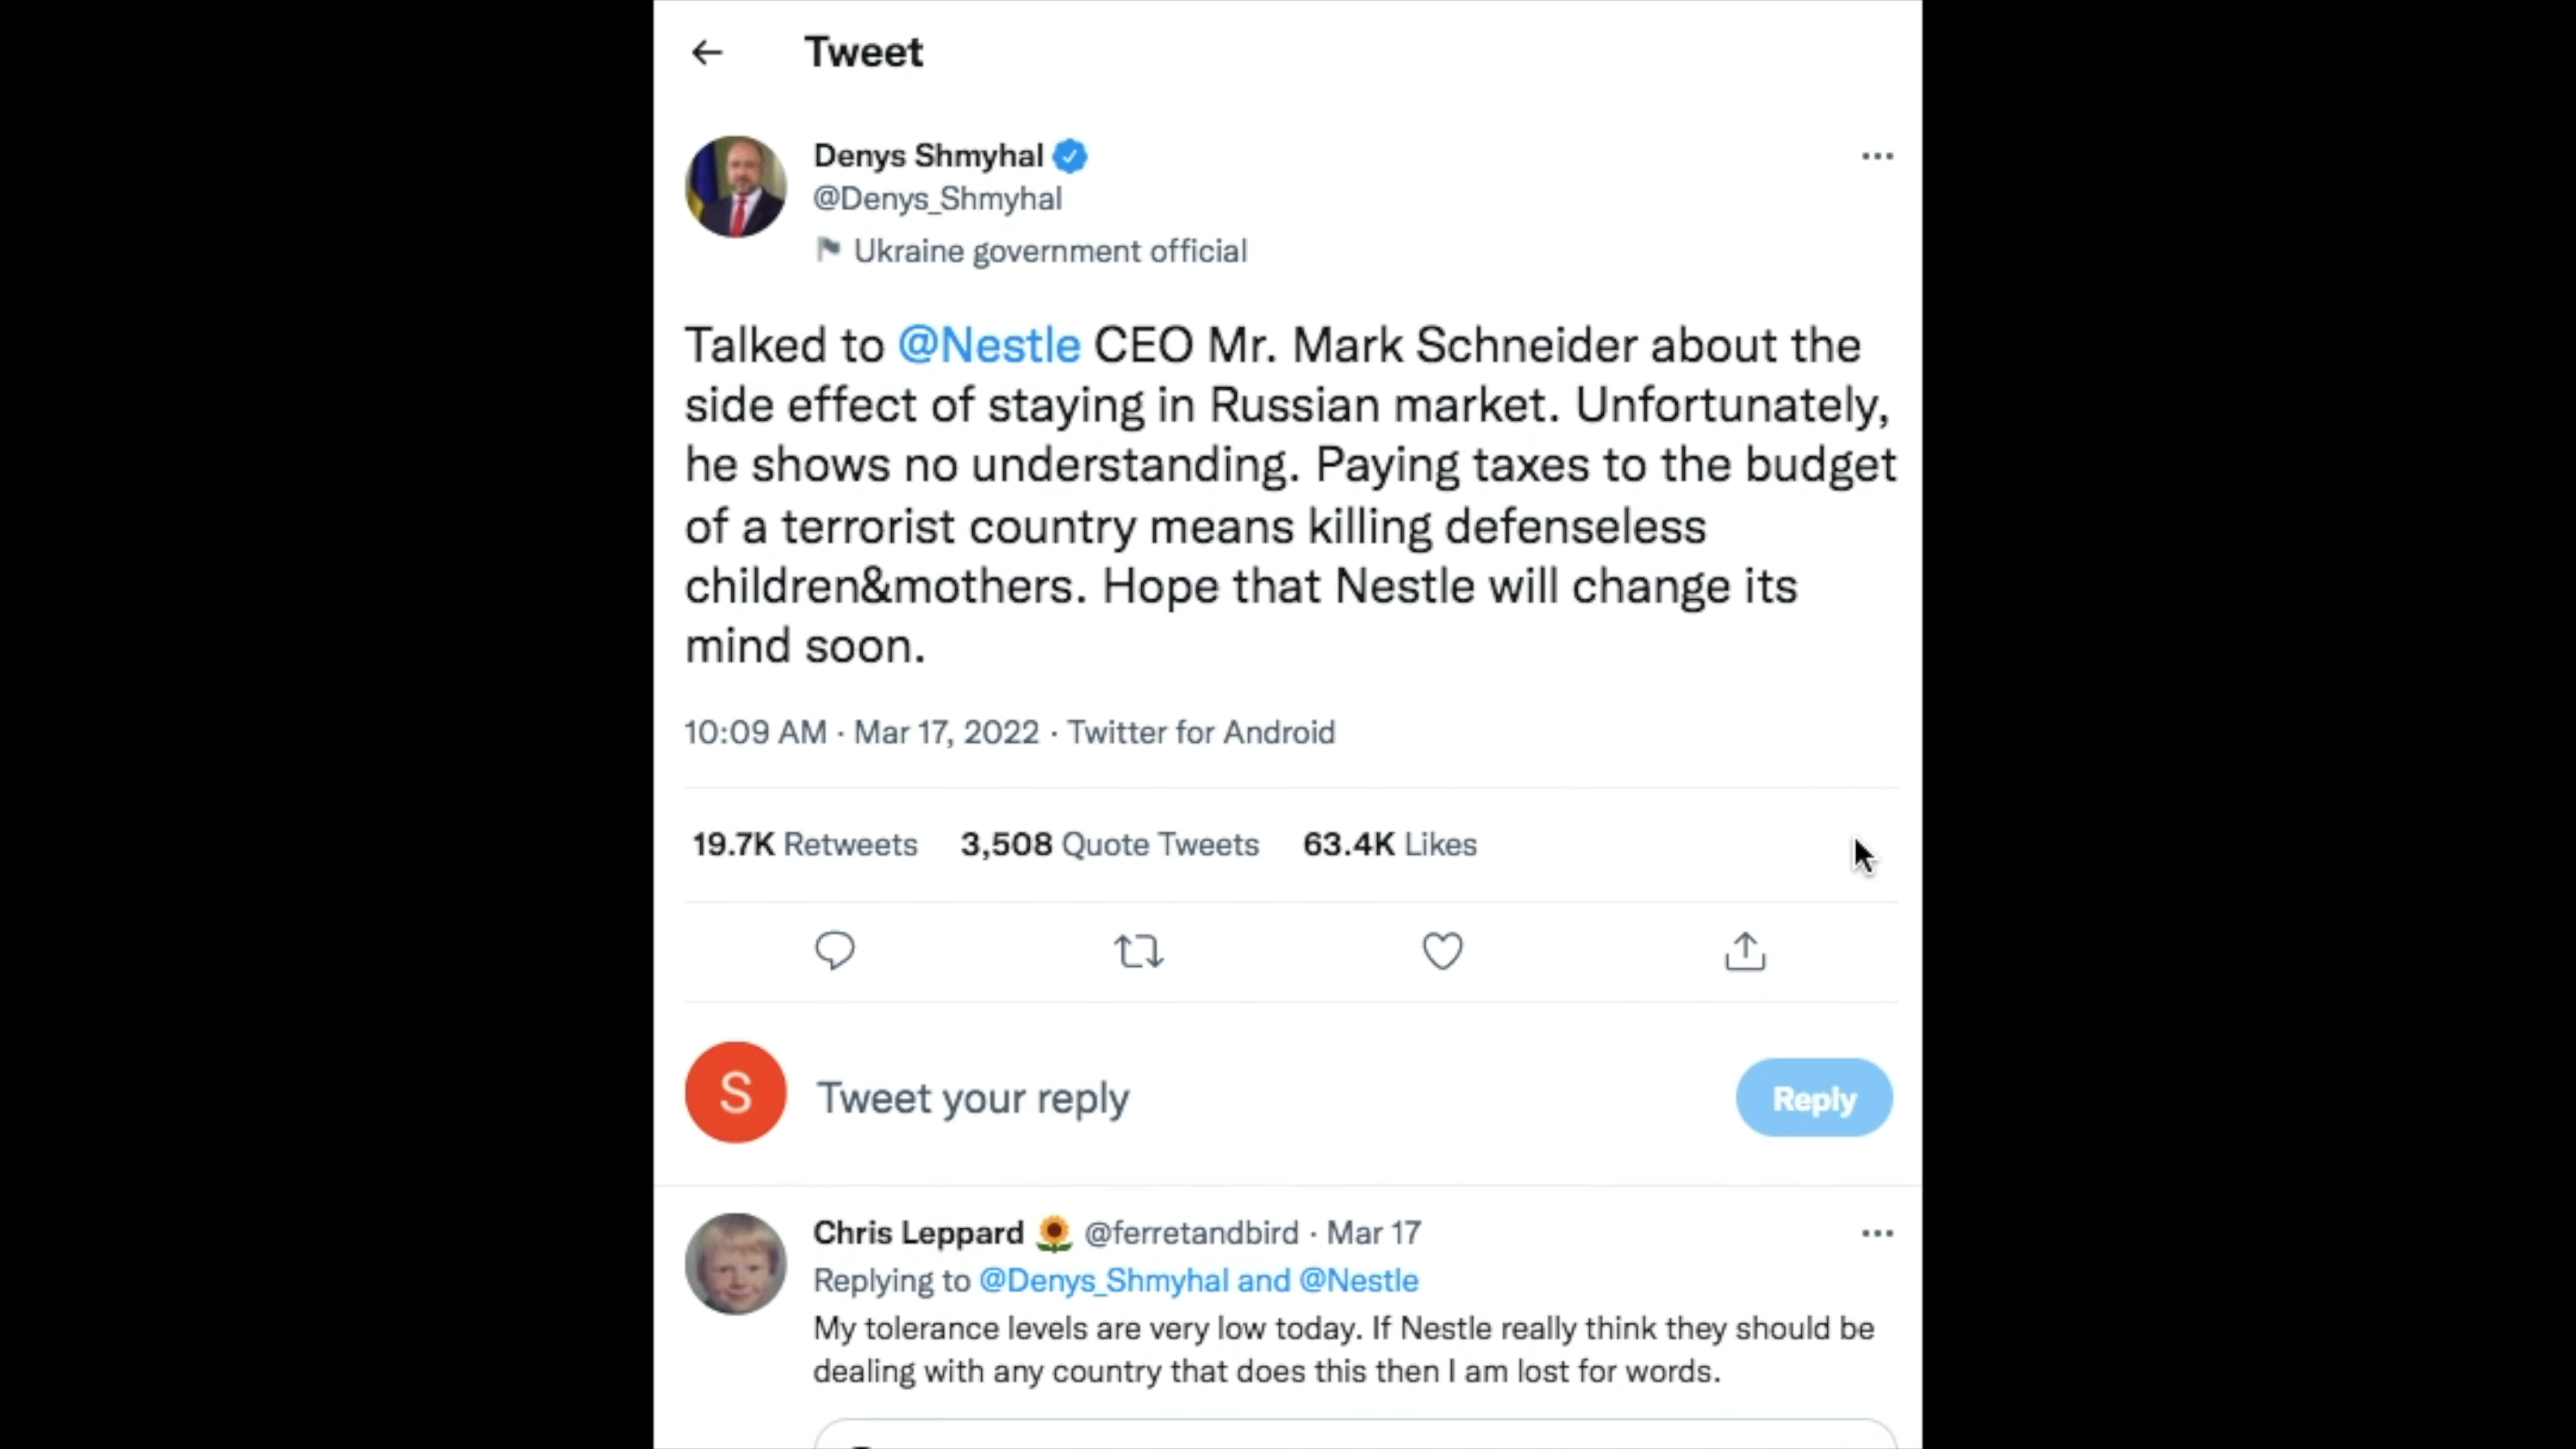 Tweet
Denys Shmyhal
@Denys_Shmyhal
Ukraine government official
Talked to @Nestle CEO Mr. Mark Schneider about the
side effect of staying in Russian market. Unfortunately,
he shows no understanding. Paying taxes to the budget
of a terrorist country means killing defenseless
children&mothers. Hope that Nestle will change its
mind soon.
10:09 AM · Mar 17, 2022 · Twitter for Android
19.7K Retweets 3,508 Quote Tweets 63.4K Likes
S
Tweet your reply
Reply
Chris Leppard 🌻 @ferretandbird · Mar 17
Replying to @Denys_Shmyhal and @Nestle
My tolerance levels are very low today. If Nestle really think they should be
dealing with any country that does this then I am lost for words.